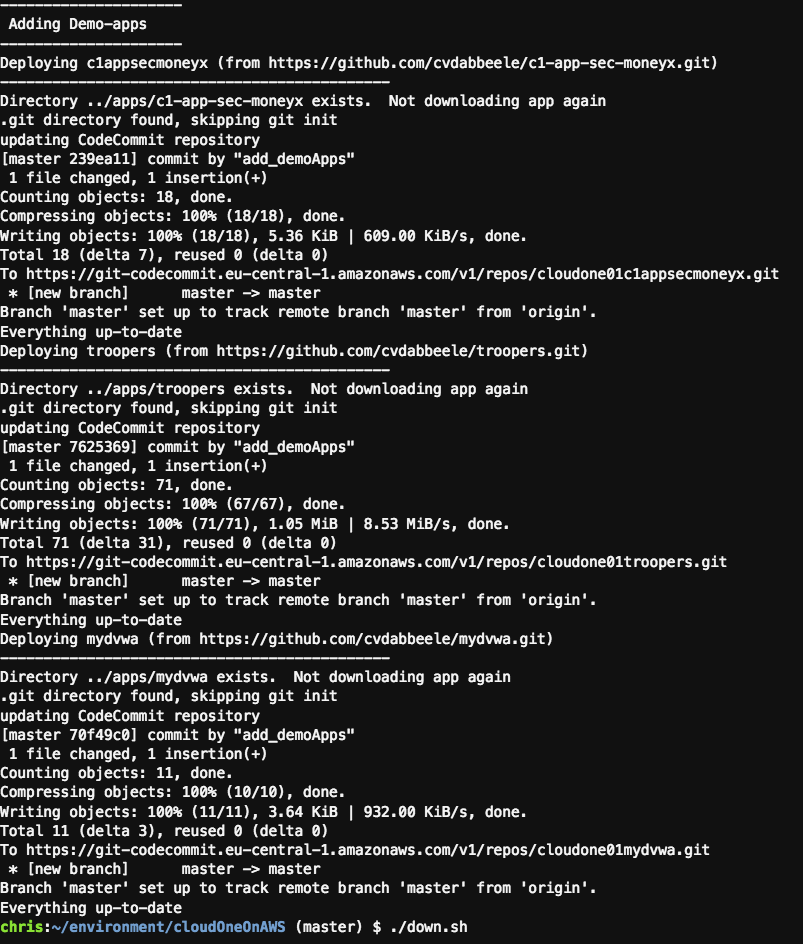 ---------------------
 Adding Demo-apps
---------------------
Deploying c1appsecmoneyx (from https://github.com/cvdabbeele/c1-app-sec-moneyx.git)
---------------------------------------------
Directory ../apps/c1-app-sec-moneyx exists.  Not downloading app again
.git directory found, skipping git init
updating CodeCommit repository
[master 239ea11] commit by "add_demoApps"
 1 file changed, 1 insertion(+)
Counting objects: 18, done.
Compressing objects: 100% (18/18), done.
Writing objects: 100% (18/18), 5.36 KiB | 609.00 KiB/s, done.
Total 18 (delta 7), reused 0 (delta 0)
To https://git-codecommit.eu-central-1.amazonaws.com/v1/repos/cloudone01c1appsecmoneyx.git
 * [new branch]      master -> master
Branch 'master' set up to track remote branch 'master' from 'origin'.
Everything up-to-date
Deploying troopers (from https://github.com/cvdabbeele/troopers.git)
---------------------------------------------
Directory ../apps/troopers exists.  Not downloading app again
.git directory found, skipping git init
updating CodeCommit repository
[master 7625369] commit by "add_demoApps"
 1 file changed, 1 insertion(+)
Counting objects: 71, done.
Compressing objects: 100% (67/67), done.
Writing objects: 100% (71/71), 1.05 MiB | 8.53 MiB/s, done.
Total 71 (delta 31), reused 0 (delta 0)
To https://git-codecommit.eu-central-1.amazonaws.com/v1/repos/cloudone01troopers.git
 * [new branch]      master -> master
Branch 'master' set up to track remote branch 'master' from 'origin'.
Everything up-to-date
Deploying mydvwa (from https://github.com/cvdabbeele/mydvwa.git)
---------------------------------------------
Directory ../apps/mydvwa exists.  Not downloading app again
.git directory found, skipping git init
updating CodeCommit repository
[master 70f49c0] commit by "add_demoApps"
 1 file changed, 1 insertion(+)
Counting objects: 11, done.
Compressing objects: 100% (10/10), done.
Writing objects: 100% (11/11), 3.64 KiB | 932.00 KiB/s, done.
Total 11 (delta 3), reused 0 (delta 0)
To https://git-codecommit.eu-central-1.amazonaws.com/v1/repos/cloudone01mydvwa.git
 * [new branch]      master -> master
Branch 'master' set up to track remote branch 'master' from 'origin'.
Everything up-to-date
chris:~/environment/cloudOneOnAWS (master) $ ./down.sh